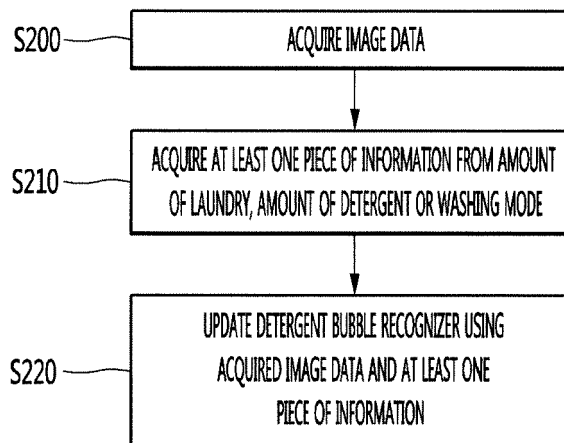 S200
ACQUIRE IMAGE DATA
S210
ACQUIRE AT LEAST ONE PIECE OF INFORMATION FROM AMOUNT
OF LAUNDRY, AMOUNT OF DETERGENT OR WASHING MODE
S220
UPDATE DETERGENT BUBBLE RECOGNIZER USING
ACQUIRED IMAGE DATA AND AT LEAST ONE
PIECE OF INFORMATION